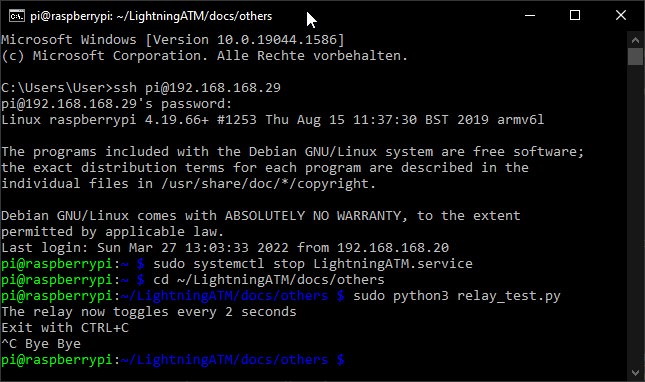 pi@raspberrypi: ~/LightningATM/docs/others
Microsoft Windows [Version 10.0.19044.1586]
(c) Microsoft Corporation. Alle Rechte vorbehalten.
C:\Users\User>ssh pi@192.168.168.29
pi@192.168.168.29's password:
Linux raspberrypi 4.19.66+ #1253 Thu Aug 15 11:37:30 BST 2019 armv6l
The programs included with the Debian GNU/Linux system are free software;
the exact distribution terms for each program are described in the
individual files in /usr/share/doc/*/copyright.
Debian GNU/Linux comes with ABSOLUTELY NO WARRANTY, to the extent
permitted by applicable law.
Last login: Sun Mar 27 13:03:33 2022 from 192.168.168.20
pi@raspberrypi:~ $ sudo systemctl stop LightningATM.service
pi@raspberrypi:~ $ cd ~/LightningATM/docs/others
pi@raspberrypi:~/LightningATM/docs/others $ sudo python3 relay_test.py
The relay now toggles every 2 seconds
Exit with CTRL+C
^C Bye Bye
pi@raspberrypi:~/LightningATM/docs/others $